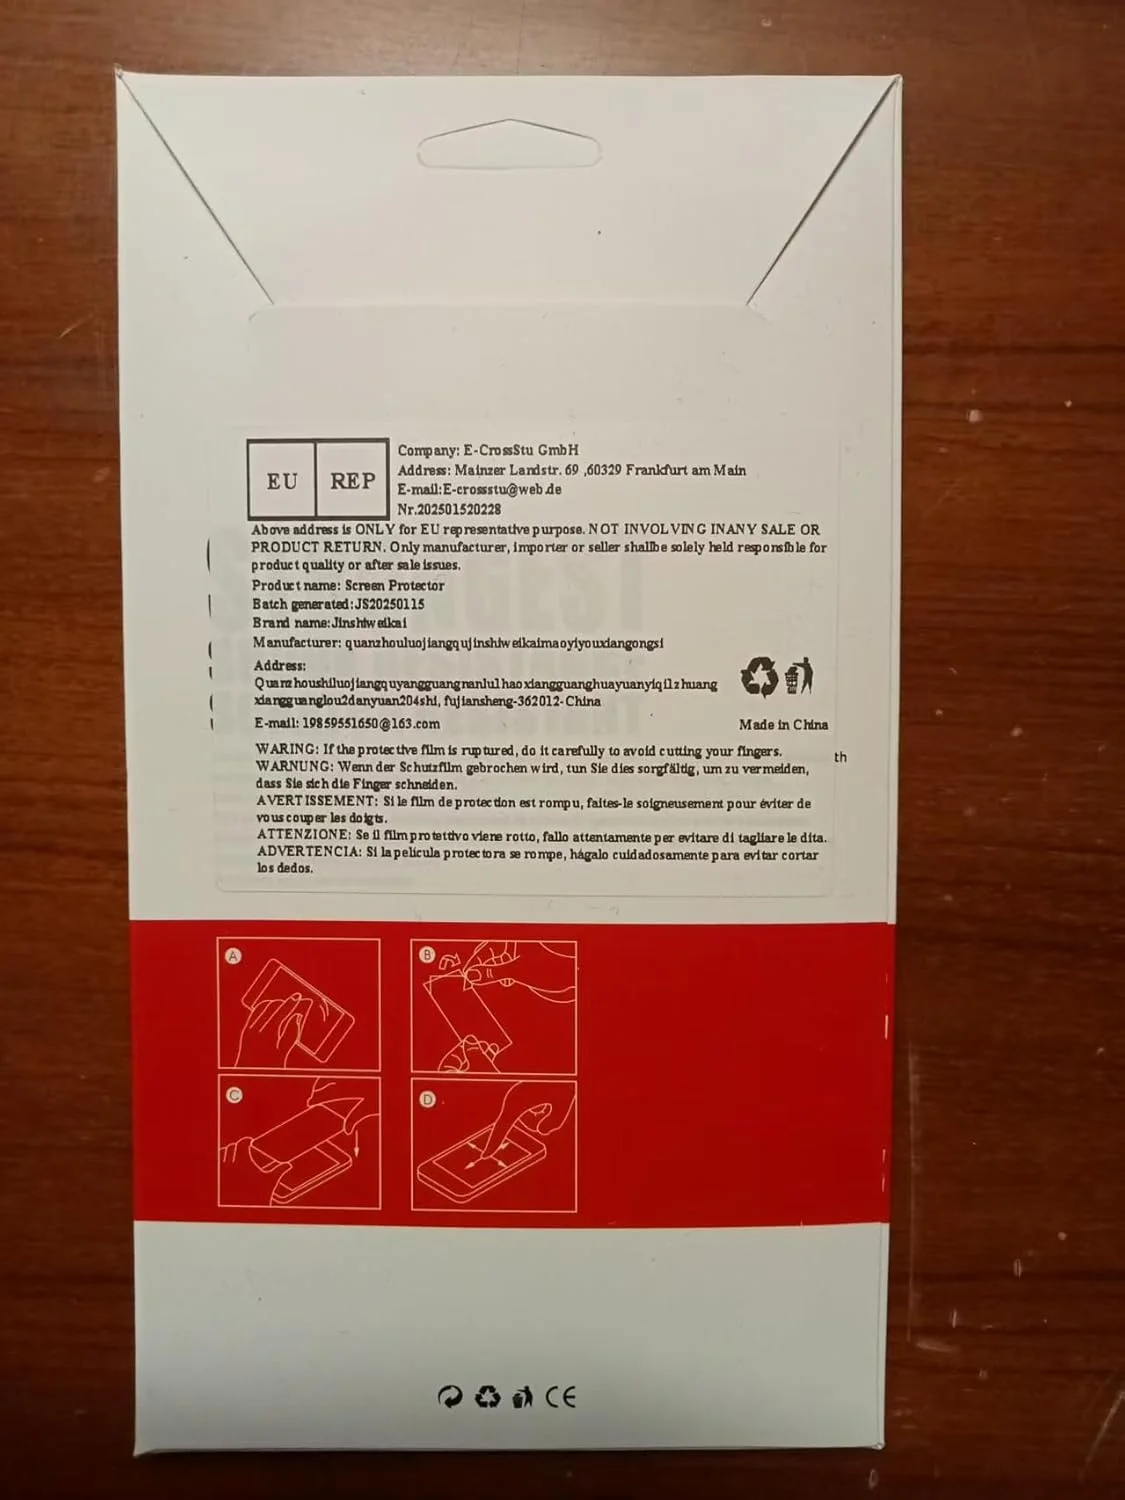 EU REP
Company: E-CrossStu GmbH
Address: Mainzer Landstr. 69 ,60329 Frankfurt am Main
E-mail:E-crossstu@web.de
Nr.202501520228
Above address is ONLY for EU representative purpose. NOT INVOLVING IN ANY SALE OR
PRODUCT RETURN. Only manufacturer, importer or seller shallbe solely held responsible for
product quality or after sale issues.
Product name: Screen Protector
Batch generated:JS20250115
Brand name:Jinshiweikai
Manufacturer: quanzhouluojiangqujinshiweikaimaoyiyouxiangongsi
Address:
Quanzhoushiluojiangquyangguangnanlu1haoxiangguanghuayuanyiqi1zhuang
xiangguanglou2danyuan204shi, fujiansheng-362012-China
E-mail: 19859551650@163.com
Made in China
WARING: If the protective film is ruptured, do it carefully to avoid cutting your fingers.
th
WARNUNG: Wenn der Schutzfilm gebrochen wird, tun Sie dies sorgfältig, um zu vermeiden,
dass Sie sich die Finger schneiden.
AVERTISSEMENT: Si le film de protection est rompu, faites-le soigneusement pour éviter de
vous couper les doigts.
ATTENZIONE: Se il film protettivo viene rotto, fallo attentamente per evitare di tagliare le dita.
ADVERTENCIA: Si la película protectora se rompe, hágalo cuidadosamente para evitar cortar
los dedos.
A
B
C
D
CE